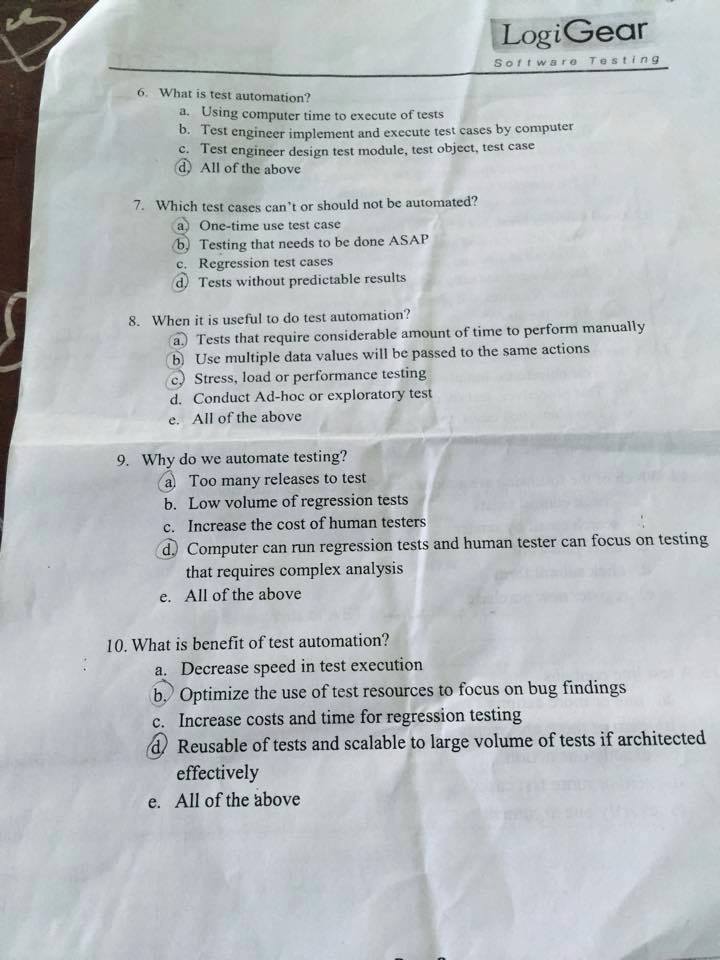 LogiGear
Software Testing
6. What is test automation?
a. Using computer time to execute of tests
b. Test engineer implement and execute test cases by computer
c. Test engineer design test module, test object, test case
d. All of the above
7. Which test cases can't or should not be automated?
a. One-time use test case
b. Testing that needs to be done ASAP
c. Regression test cases
d. Tests without predictable results
8. When it is useful to do test automation?
a. Tests that require considerable amount of time to perform manually
b. Use multiple data values will be passed to the same actions
c. Stress, load or performance testing
d. Conduct Ad-hoc or exploratory test
e. All of the above
9. Why do we automate testing?
a. Too many releases to test
b. Low volume of regression tests
c. Increase the cost of human testers
d. Computer can run regression tests and human tester can focus on testing
that requires complex analysis
e. All of the above
10. What is benefit of test automation?
a. Decrease speed in test execution
b. Optimize the use of test resources to focus on bug findings
c. Increase costs and time for regression testing
d. Reusable of tests and scalable to large volume of tests if architected
effectively
e. All of the above